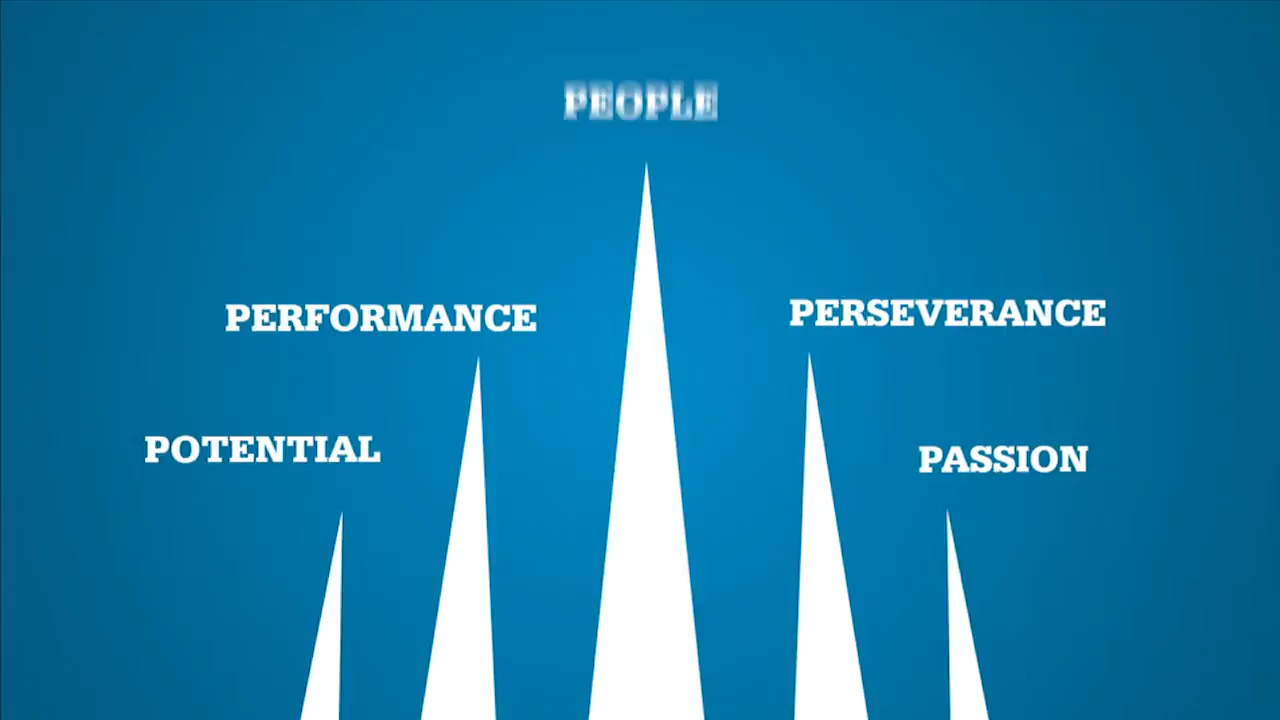 PEOPLE
PERFORMANCE
PERSEVERANCE
POTENTIAL
PASSION